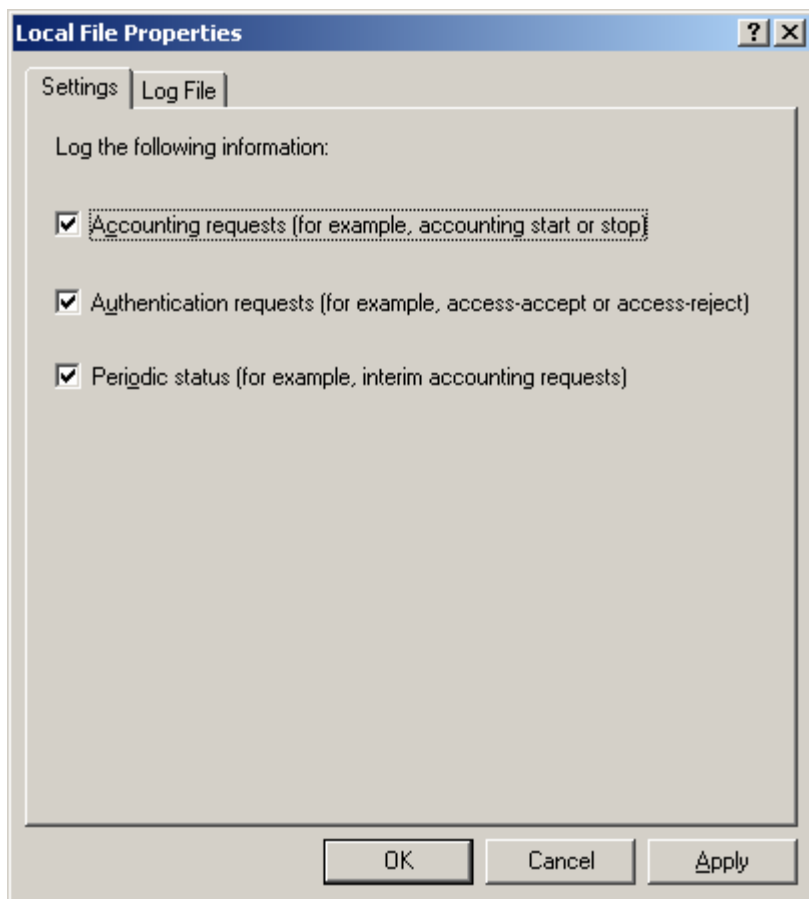 Local File Properties
Settings
Log File
Log the following information:
Accounting requests (for example, accounting start or stop)
Authentication requests (for example, access-accept or access-reject)
Periodic status (for example, interim accounting requests)
OK
Cancel
Apply